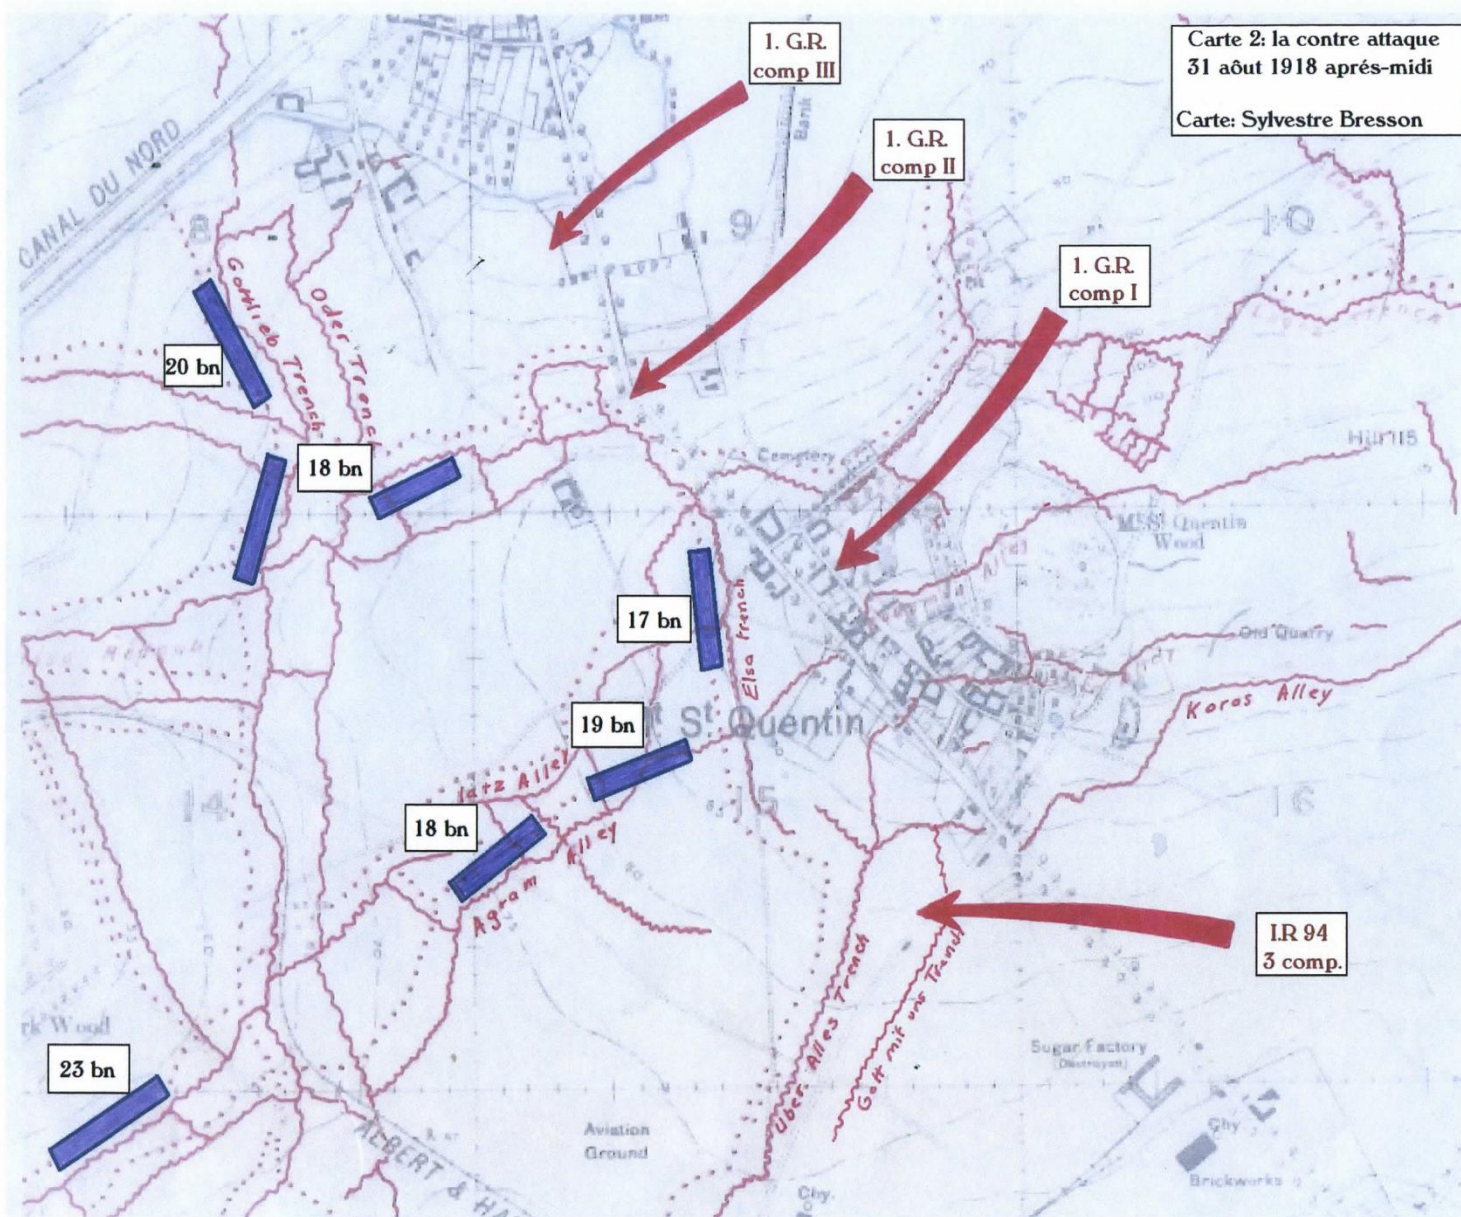 1. G.R.
comp III
Carte 2: la contre attaque
31 aôut 1918 aprés-midi
Carte: Sylvestre Bresson
Bank
1. G.R.
comp II
CANAL DU NORD
8
9
10
1. G.R.
comp I
Gottlieb Trench
Oder Trench
20 bn
18 bn
Cemetery
Hill 115
Mt St Quentin
Wood
17 bn
Elsa trench
Old Quarry
Koros Alley
19 bn
St Quentin
14
15
16
Alley
18 bn
Agram Alley
Uber Alles Trench
Gott mit uns Trench
I.R 94
3 comp.
Wood
23 bn
Sugar Factory
(Destroyed)
Aviation
Ground
ALBERT &
Chy.
Chy.
Brickworks